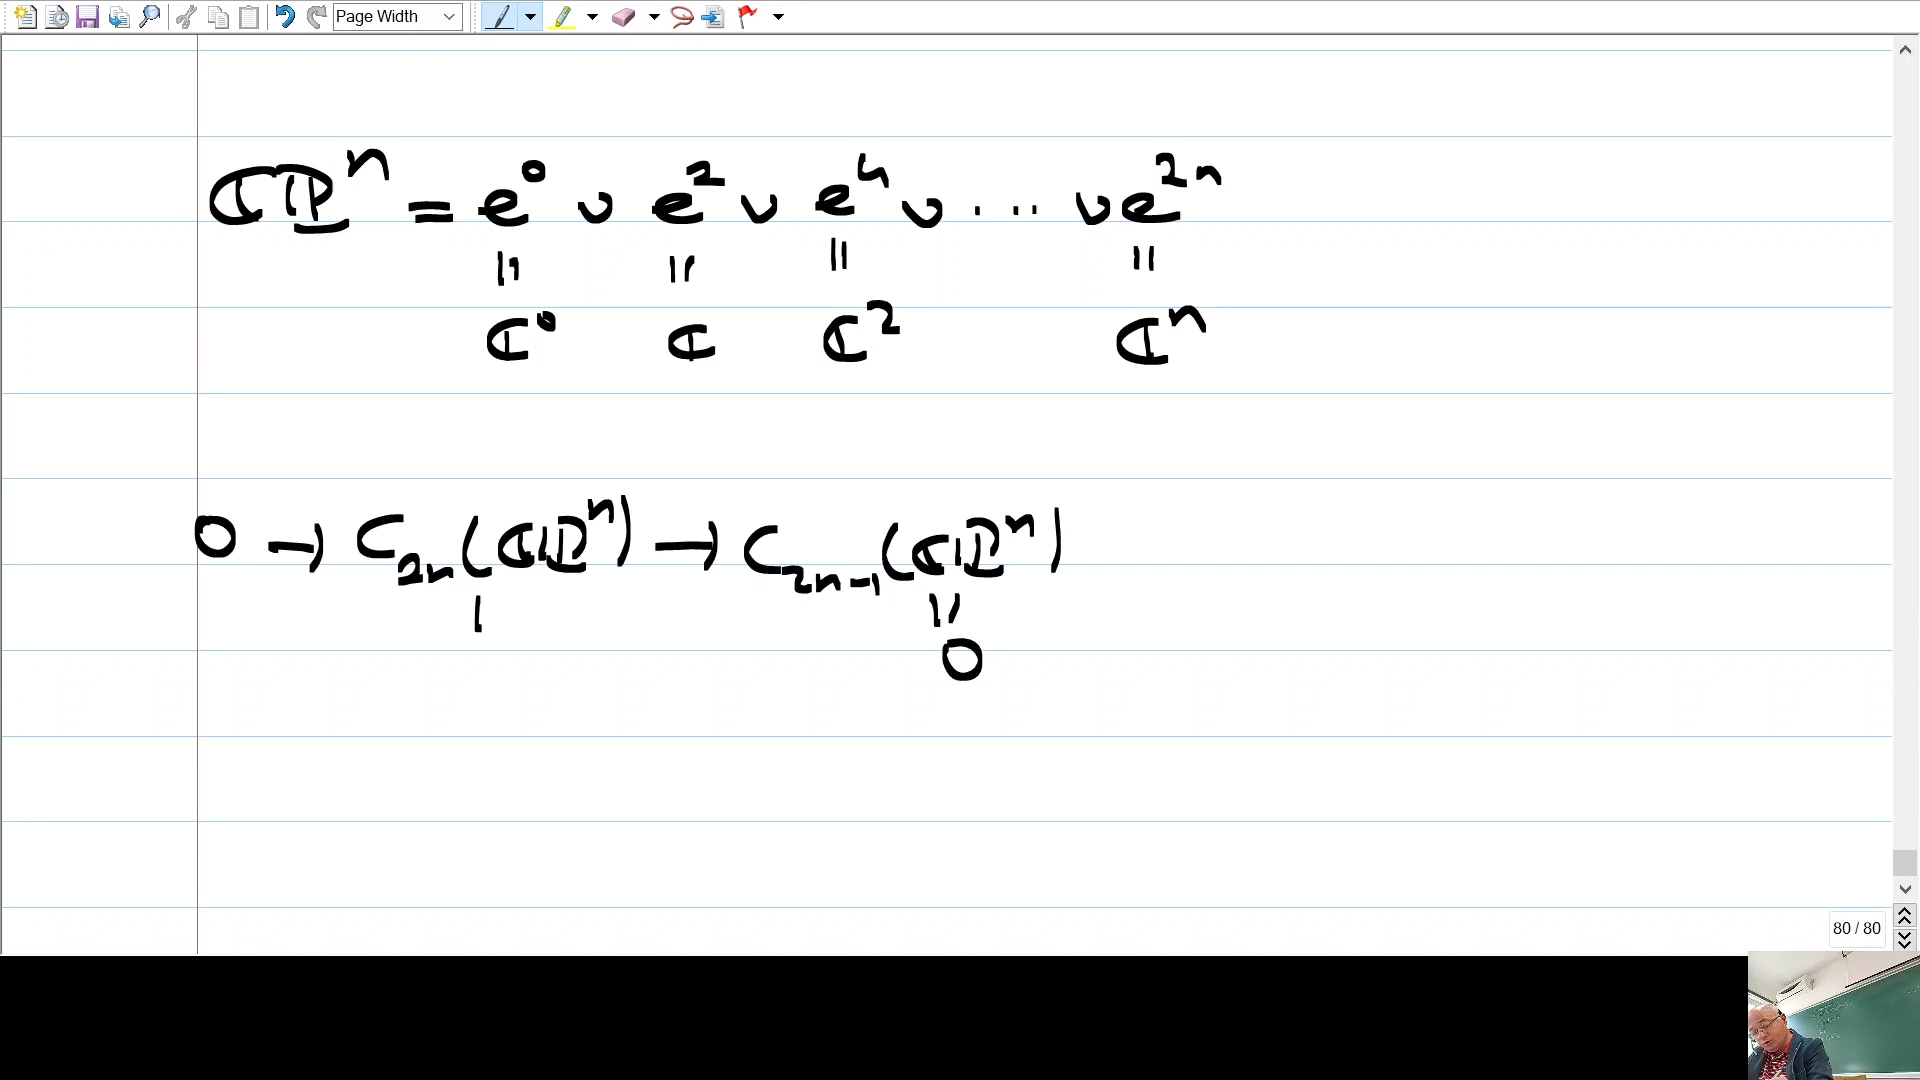 Page Width
ℂℙⁿ = e⁰ ∪ e² ∪ e⁴ ∪ ... ∪ e²ⁿ
|| || || ||
ℂ⁰ ℂ ℂ² ℂⁿ
0 → C₂ₙ(ℂℙⁿ) → C₂ₙ₋₁(ℂℙⁿ)
| ||
0
80 / 80